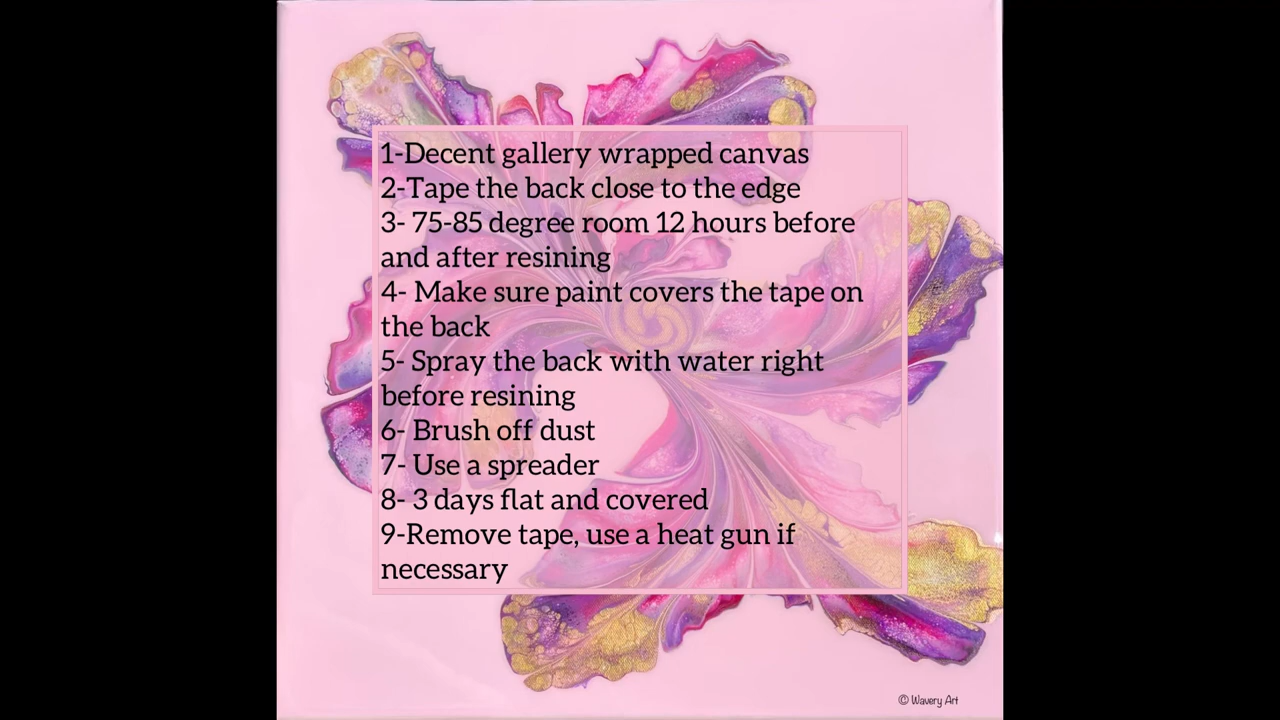 1-Decent gallery wrapped canvas
2-Tape the back close to the edge
3- 75-85 degree room 12 hours before
and after resining
4- Make sure paint covers the tape on
the back
5- Spray the back with water right
before resining
6- Brush off dust
7- Use a spreader
8- 3 days flat and covered
9-Remove tape, use a heat gun if
necessary
© Wavery Art